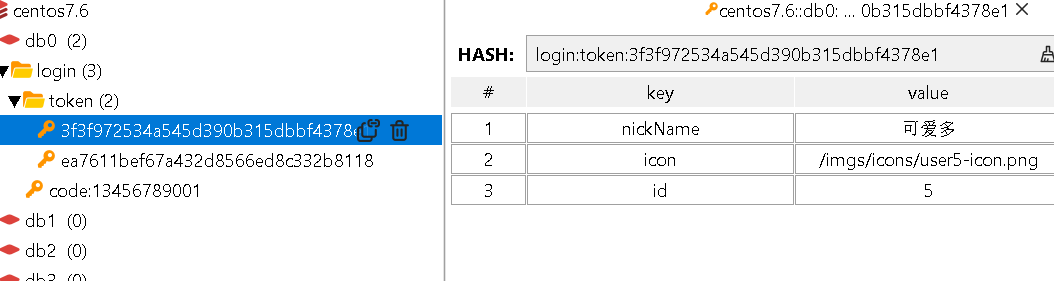 centos7.6
db0 (2)
login (3)
token (2)
3f3f972534a545d390b315dbbf4378e
ea7611bef67a432d8566ed8c332b8118
code:13456789001
db1 (0)
db2 (0)
db3 (0)
centos7.6::db0: ... 0b315dbbf4378e1
HASH: login:token:3f3f972534a545d390b315dbbf4378e1
# key value
1 nickName 可爱多
2 icon /imgs/icons/user5-icon.png
3 id 5